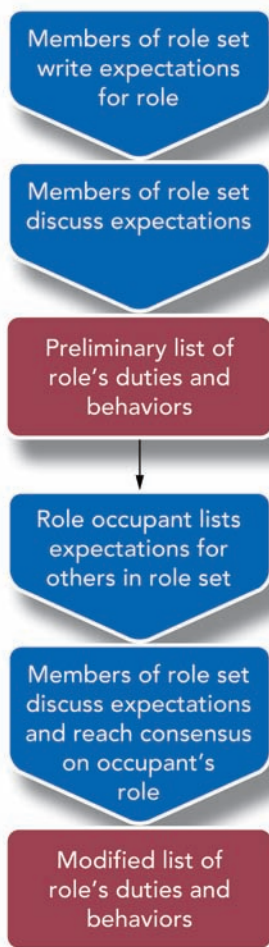 Members of role set
write expectations
for role
Members of role set
discuss expectations
Preliminary list of
role's duties and
behaviors
Role occupant lists
expectations for
others in role set
Members of role set
discuss expectations
and reach consensus
on occupant's
role
Modified list of
role's duties and
behaviors